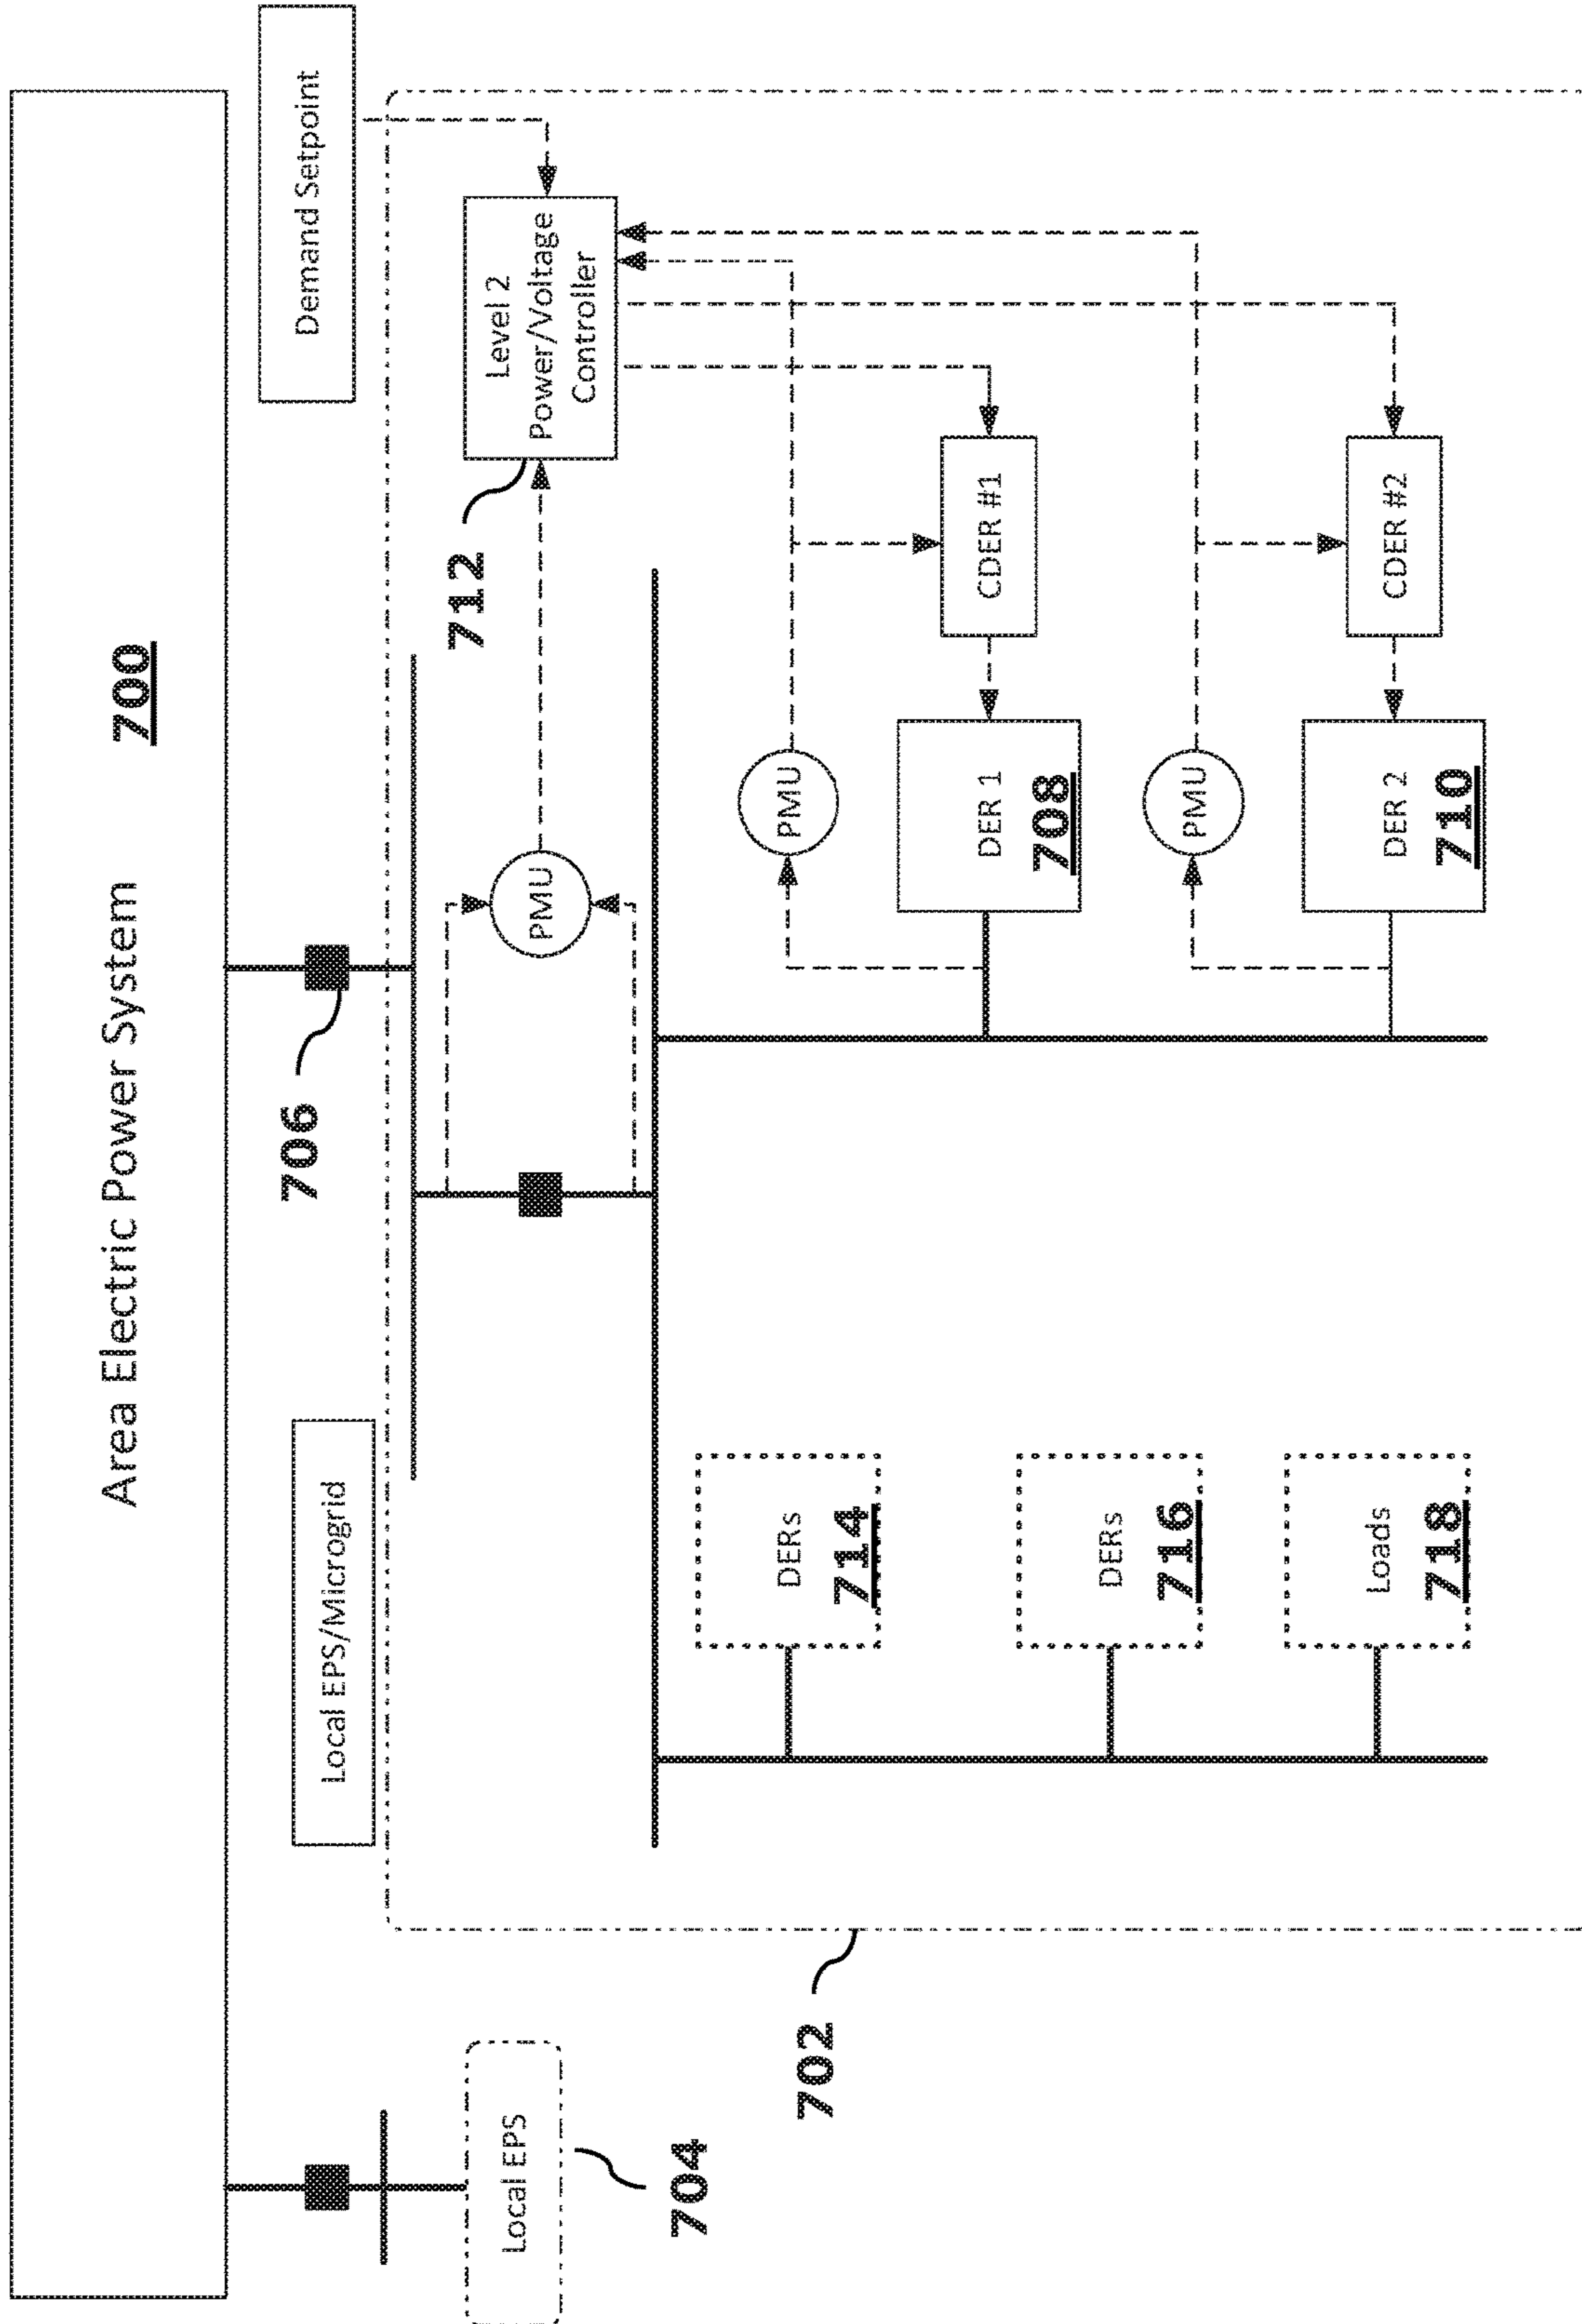 Area Electric Power System
700
Demand Setpoint
Local EPS/Microgrid
706
Local EPS
704
702
712
Level 2
Power/Voltage
Controller
PMU
PMU
DER 1
708
CDER #1
PMU
DER 2
710
CDER #2
DERs
714
DERs
716
Loads
718